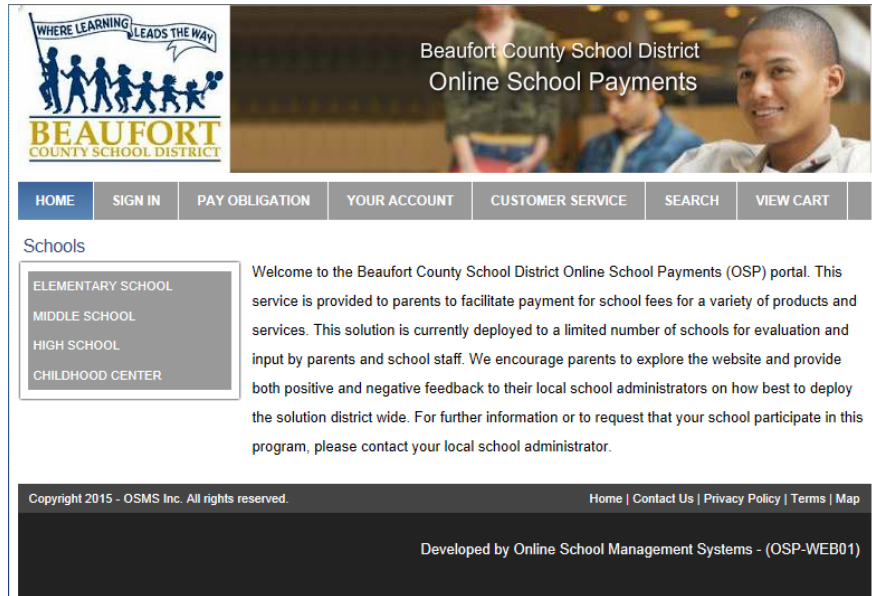 WHERE LEARNING LEADS THE WAY
BEAUFORT
COUNTY SCHOOL DISTRICT
Beaufort County School District
Online School Payments
HOME SIGN IN PAY OBLIGATION YOUR ACCOUNT CUSTOMER SERVICE SEARCH VIEW CART
Schools
ELEMENTARY SCHOOL
MIDDLE SCHOOL
HIGH SCHOOL
CHILDHOOD CENTER
Welcome to the Beaufort County School District Online School Payments (OSP) portal. This
service is provided to parents to facilitate payment for school fees for a variety of products and
services. This solution is currently deployed to a limited number of schools for evaluation and
input by parents and school staff. We encourage parents to explore the website and provide
both positive and negative feedback to their local school administrators on how best to deploy
the solution district wide. For further information or to request that your school participate in this
program, please contact your local school administrator.
Copyright 2015 - OSMS Inc. All rights reserved. Home | Contact Us | Privacy Policy | Terms | Map
Developed by Online School Management Systems - (OSP-WEB01)